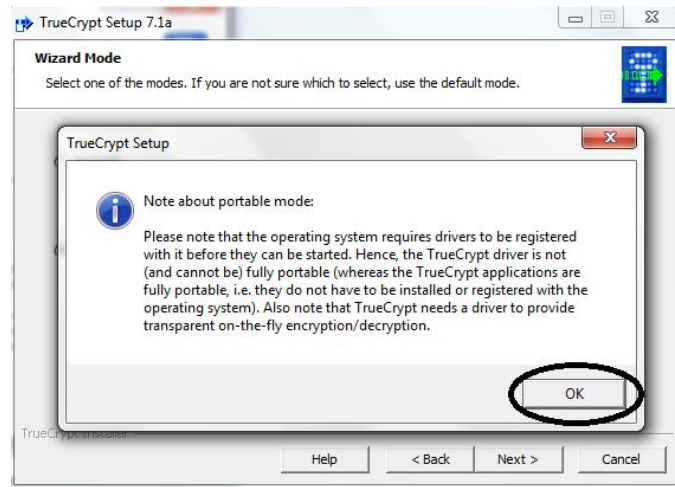 TrueCrypt Setup 7.1a
Wizard Mode
Select one of the modes. If you are not sure which to select, use the default mode.
TrueCrypt Setup
Note about portable mode:
Please note that the operating system requires drivers to be registered
with it before they can be started. Hence, the TrueCrypt driver is not
(and cannot be) fully portable (whereas the TrueCrypt applications are
fully portable, i.e. they do not have to be installed or registered with the
operating system). Also note that TrueCrypt needs a driver to provide
transparent on-the-fly encryption/decryption.
OK
TrueCrypt Installer
Help
< Back
Next >
Cancel